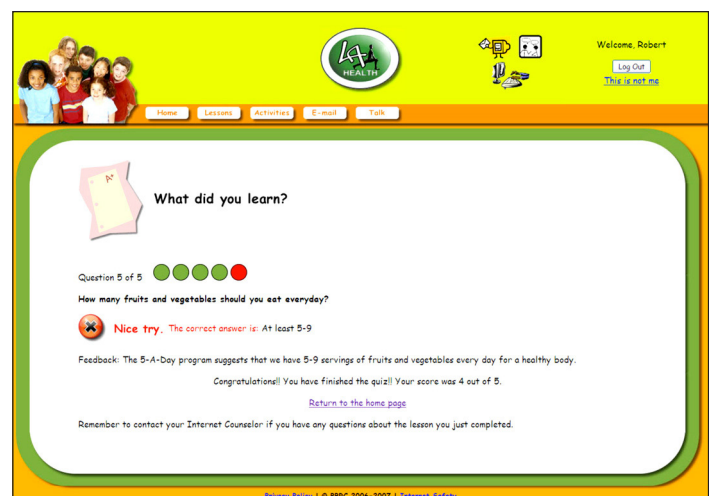 LA
HEALTH
Welcome, Robert
Log Out
This is not me
Home Lessons Activities E-mail Talk
A+
What did you learn?
Question 5 of 5
How many fruits and vegetables should you eat everyday?
Nice try. The correct answer is: At least 5-9
Feedback: The 5-A-Day program suggests that we have 5-9 servings of fruits and vegetables every day for a healthy body.
Congratulations!! You have finished the quiz!! Your score was 4 out of 5.
Return to the home page
Remember to contact your Internet Counselor if you have any questions about the lesson you just completed.
Privacy Policy | © PBRC 2006-2007 | Internet Safety